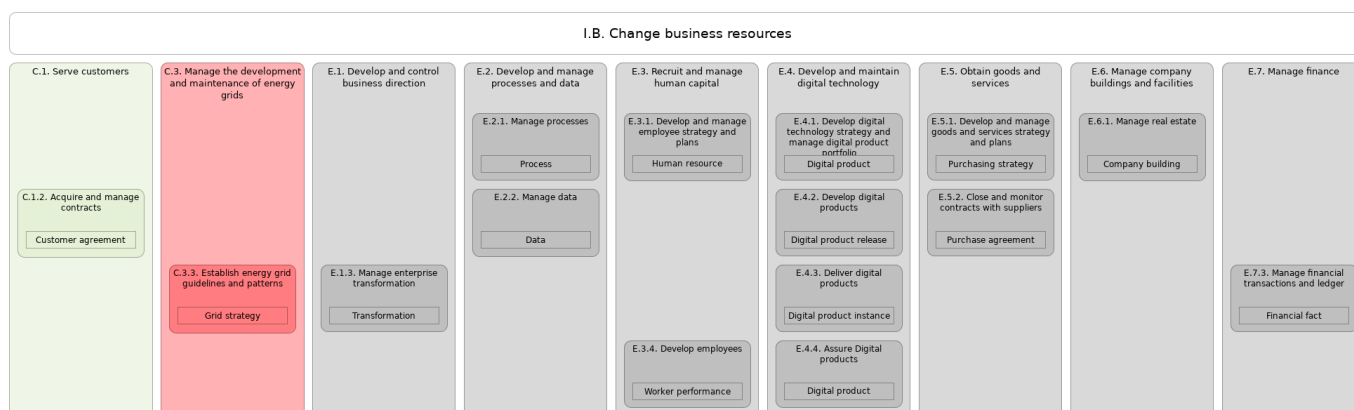 I.B. Change business resources
C.1. Serve customers
C.1.2. Acquire and manage
contracts
Customer agreement
C.3. Manage the development
and maintenance of energy
grids
C.3.3. Establish energy grid
guidelines and patterns
Grid strategy
E.1. Develop and control
business direction
E.1.3. Manage enterprise
transformation
Transformation
E.2. Develop and manage
processes and data
E.2.1. Manage processes
Process
E.2.2. Manage data
Data
E.3. Recruit and manage
human capital
E.3.1. Develop and manage
employee strategy and
plans
Human resource
E.3.4. Develop employees
Worker performance
E.4. Develop and maintain
digital technology
E.4.1. Develop digital
technology strategy and
manage digital product
portfolio
Digital product
E.4.2. Develop digital
products
Digital product release
E.4.3. Deliver digital
products
Digital product instance
E.4.4. Assure Digital
products
Digital product
E.5. Obtain goods and
services
E.5.1. Develop and manage
goods and services strategy
and plans
Purchasing strategy
E.5.2. Close and monitor
contracts with suppliers
Purchase agreement
E.6. Manage company
buildings and facilities
E.6.1. Manage real estate
Company building
E.7. Manage finance
E.7.3. Manage financial
transactions and ledger
Financial fact